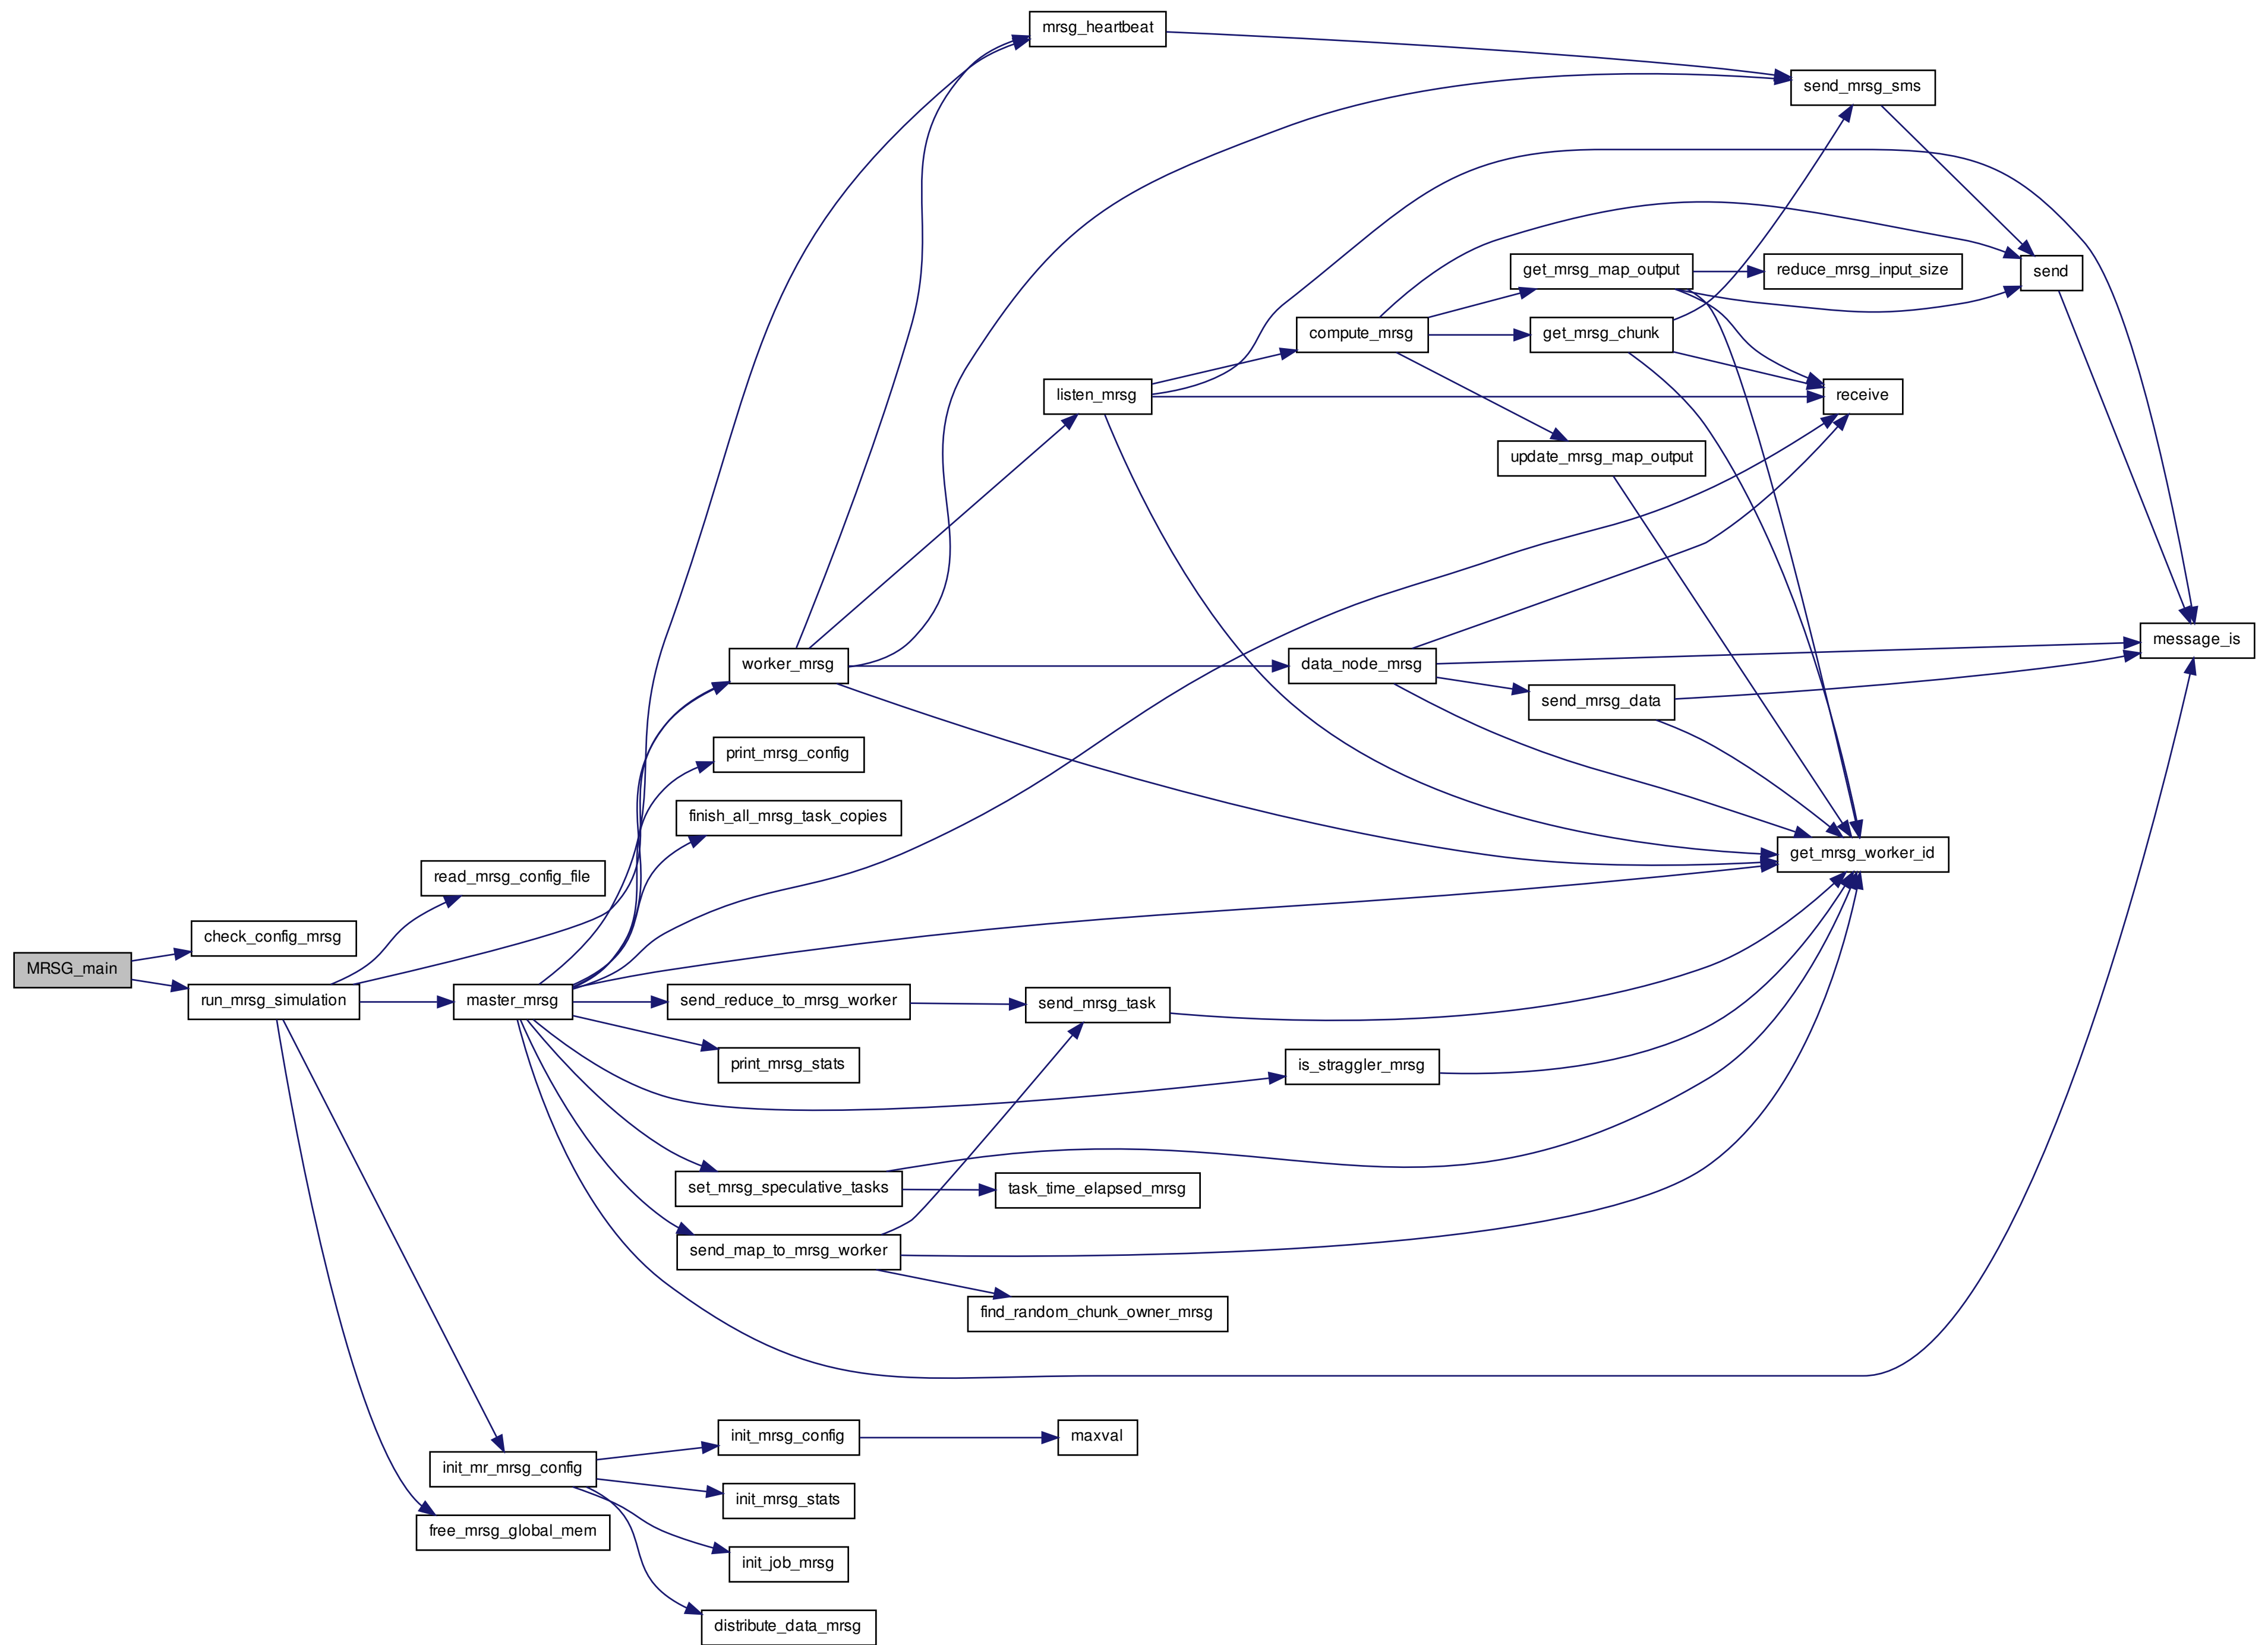 mrsg_heartbeat
send_mrsg_sms
get_mrsg_map_output
reduce_mrsg_input_size
send
compute_mrsg
get_mrsg_chunk
listen_mrsg
receive
update_mrsg_map_output
message_is
worker_mrsg
data_node_mrsg
send_mrsg_data
print_mrsg_config
finish_all_mrsg_task_copies
get_mrsg_worker_id
read_mrsg_config_file
check_config_mrsg
MRSG_main
run_mrsg_simulation
master_mrsg
send_reduce_to_mrsg_worker
send_mrsg_task
print_mrsg_stats
is_straggler_mrsg
set_mrsg_speculative_tasks
task_time_elapsed_mrsg
send_map_to_mrsg_worker
find_random_chunk_owner_mrsg
init_mrsg_config
maxval
init_mr_mrsg_config
init_mrsg_stats
free_mrsg_global_mem
init_job_mrsg
distribute_data_mrsg